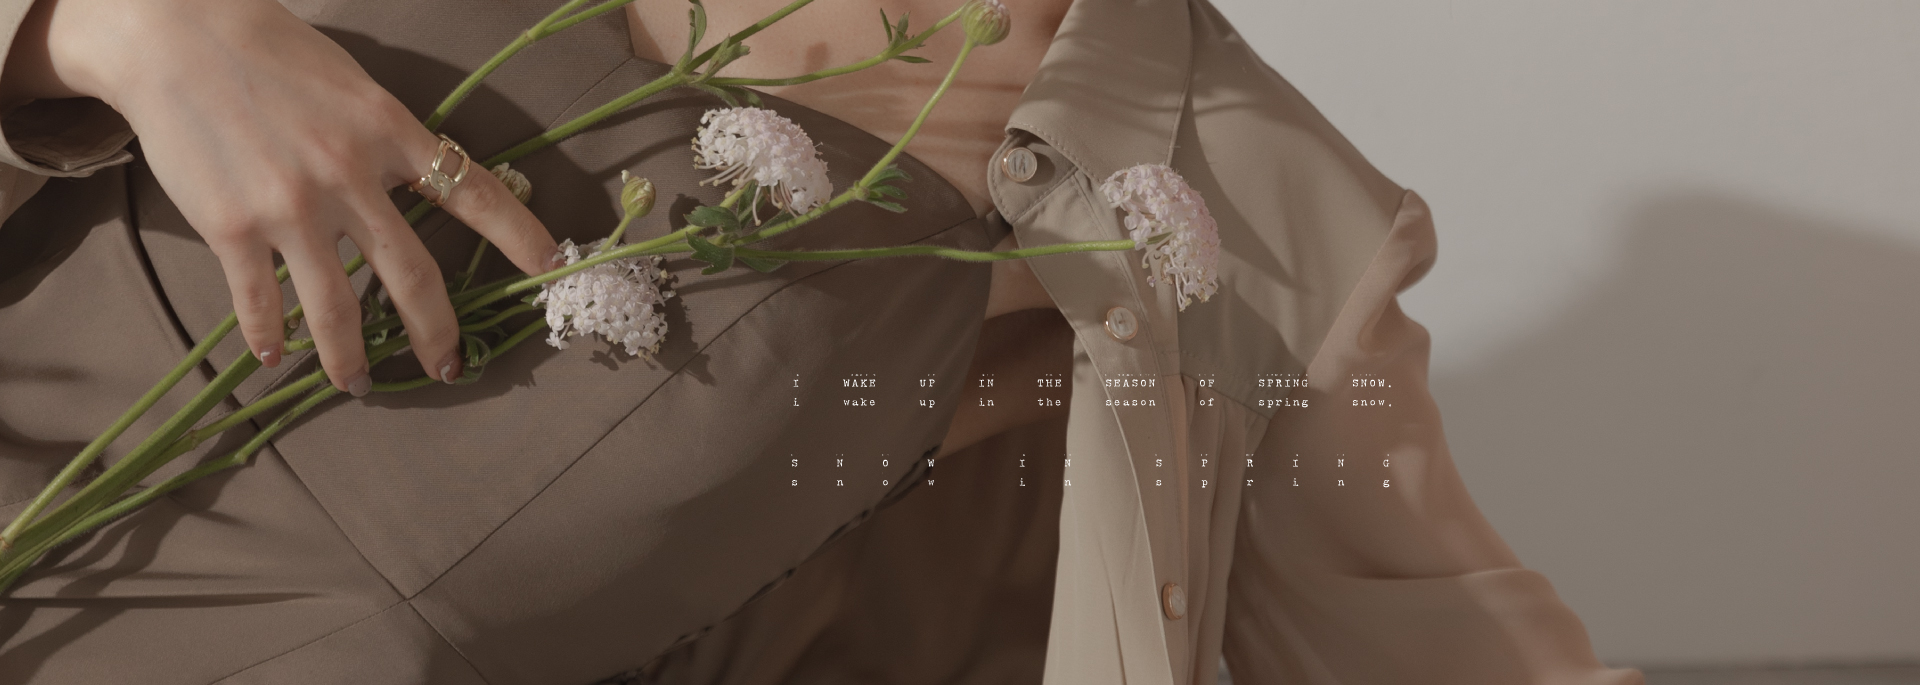 I WAKE UP IN THE SEASON OF SPRING SNOW.
i wake up in the season of spring snow.
S N O W I N S P R I N G
s n o w i n s p r i n g